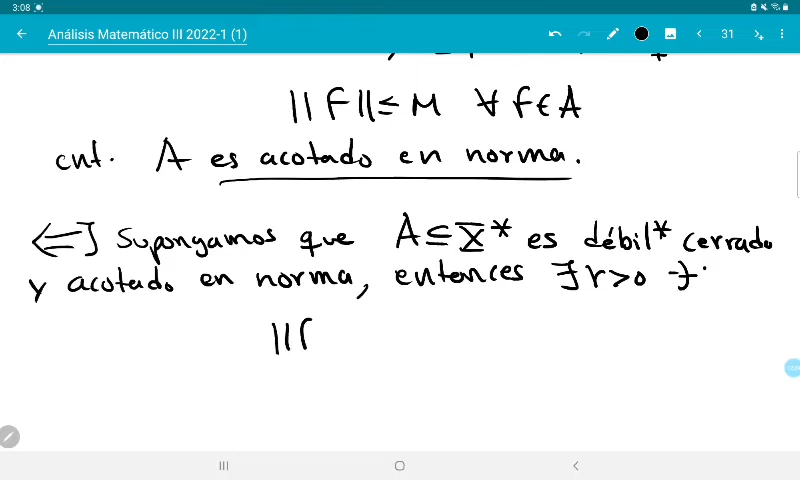 3:08
Análisis Matemático III 2022-1 (1)
31
||f||≤ M ∀ f∈A
cnt. A es acotado en norma.
⇐] Supongamos que A⊆X* es débil* cerrado
y acotado en norma, entonces ∃r>0 ∋·
||f